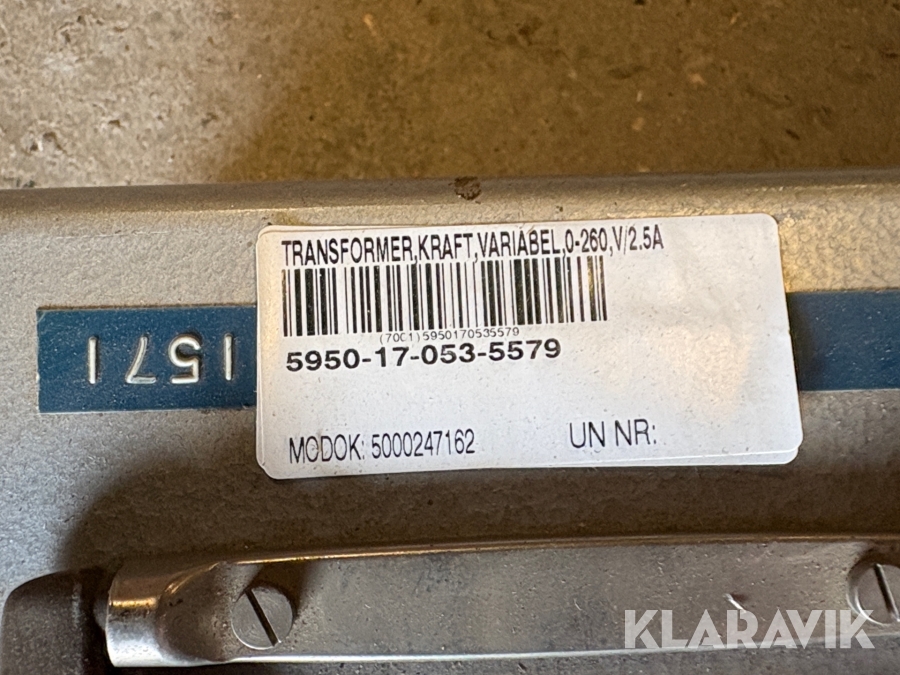 TRANSFORMER,KRAFT,VARIABEL,0-260,V/2.5A
(70C1)5950170535579
5950-17-053-5579
MODOK: 5000247162
UN NR:
1571
KLARAVIK